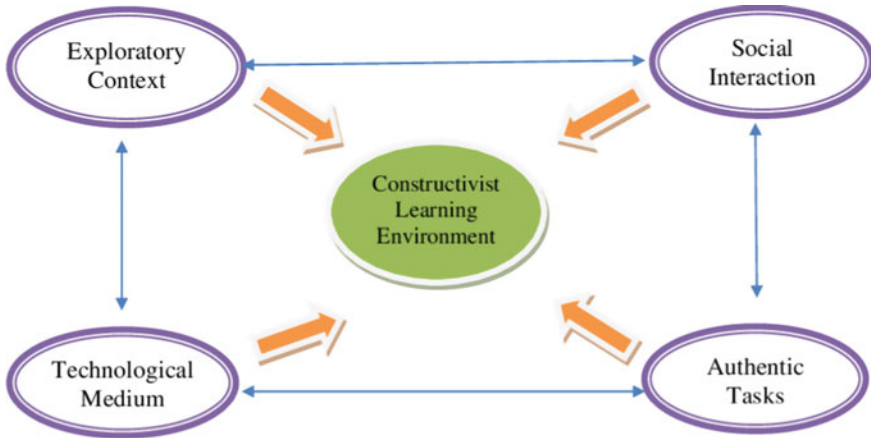 Exploratory
Context
Social
Interaction
Constructivist
Learning
Environment
Technological
Medium
Authentic
Tasks